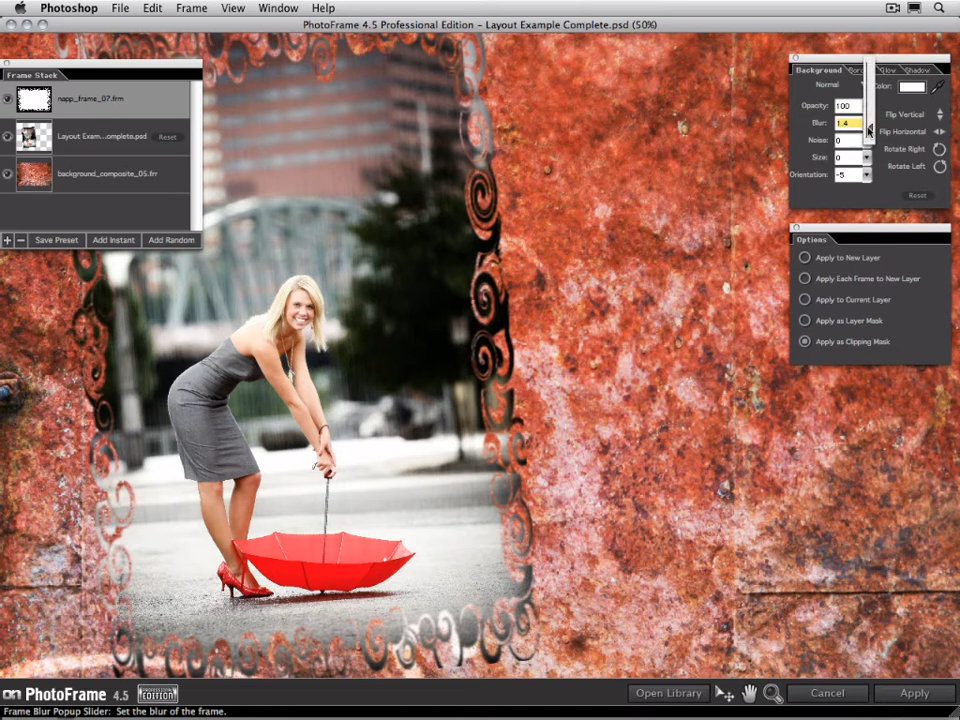 Photoshop File Edit Frame View Window Help
PhotoFrame 4.5 Professional Edition - Layout Example Complete.psd (50%)
Frame Stack
napp_frame_07.frm
Layout Exam...omplete.psd Reset
background_composite_05.frr
Save Preset Add Instant Add Random
Background Glow Shadow
Normal Color:
Opacity: 100
Flip Vertical
Blur: 1.4
Flip Horizontal
Noise: 0
Rotate Right
Size: 0
Rotate Left
Orientation: -5
Reset
Options
Apply to New Layer
Apply Each Frame to New Layer
Apply to Current Layer
Apply as Layer Mask
Apply as Clipping Mask
on PhotoFrame 4.5 PROFESSIONAL EDITION Open Library Cancel Apply
Frame Blur Popup Slider: Set the blur of the frame.